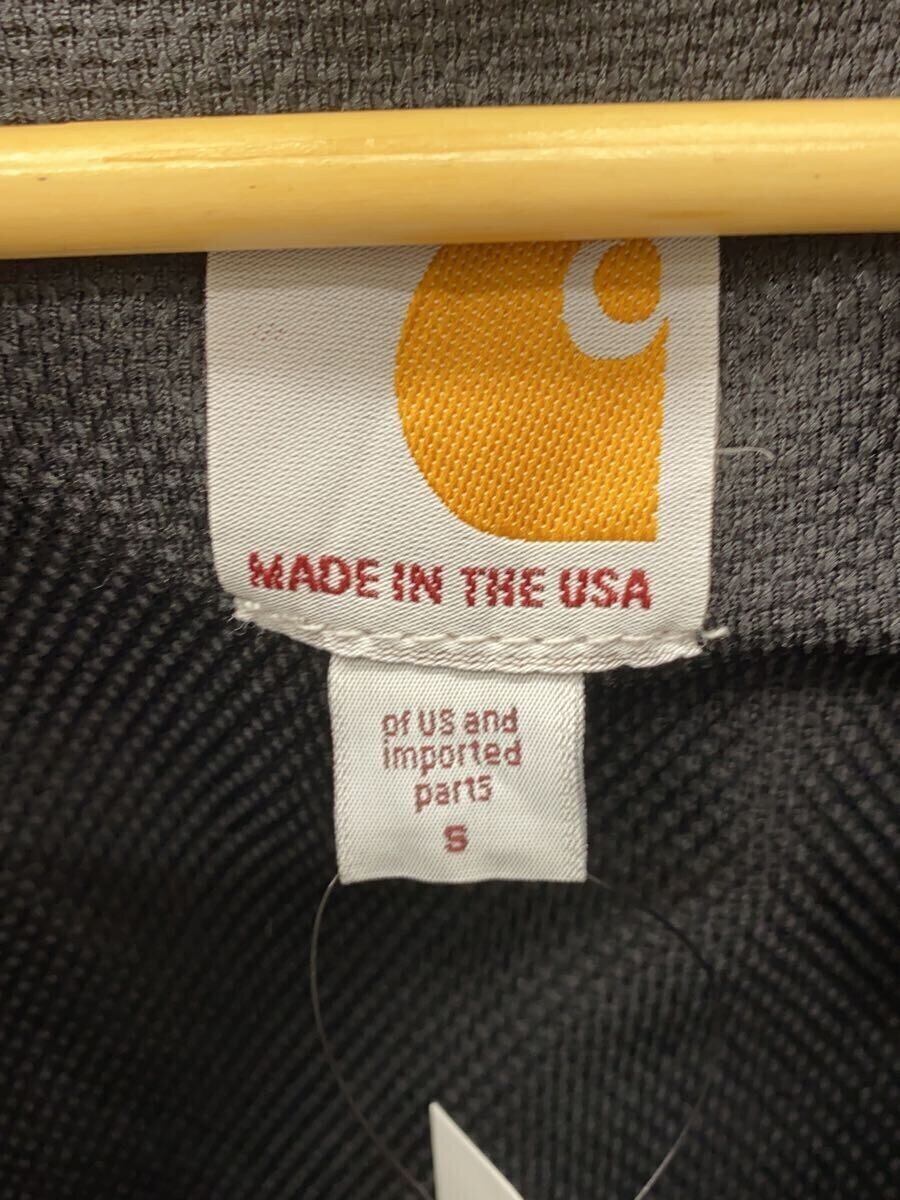 MADE IN THE USA
of US and
imported
parts
S